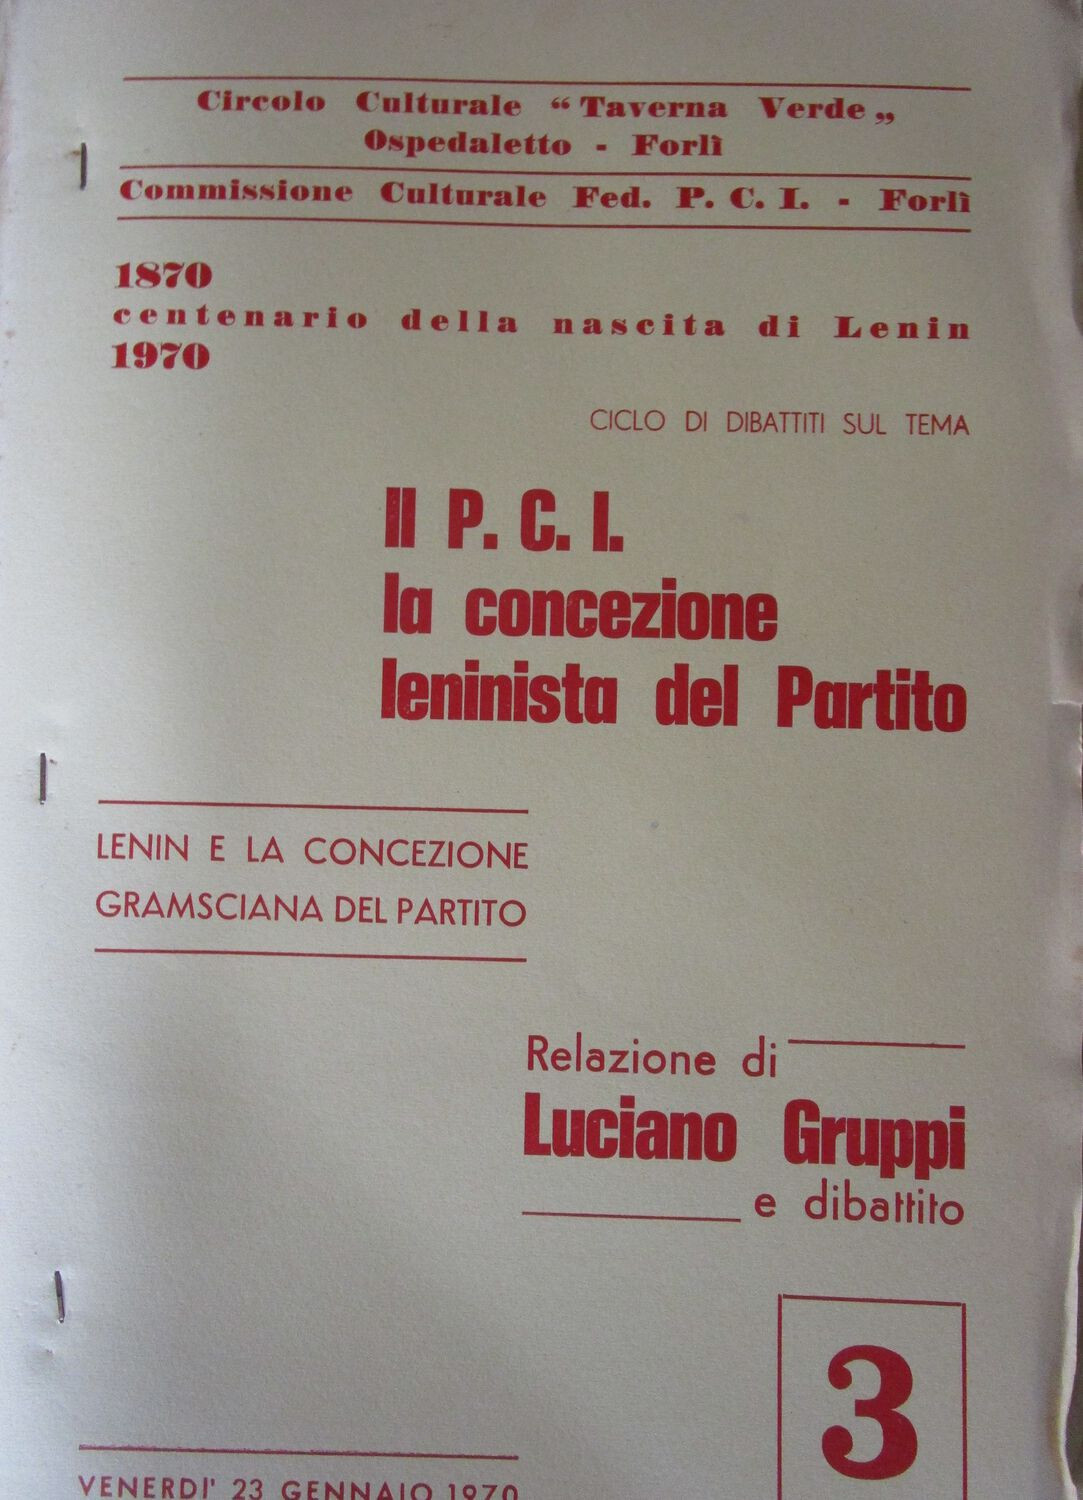 Circolo Culturale “Taverna Verde„
Ospedaletto - Forlì
Commissione Culturale Fed. P. C. I. - Forlì
1870
centenario della nascita di Lenin
1970
CICLO DI DIBATTITI SUL TEMA
Il P. C. I.
la concezione
leninista del Partito
LENIN E LA CONCEZIONE
GRAMSCIANA DEL PARTITO
Relazione di
Luciano Gruppi
e dibattito
3
VENERDI' 23 GENNAIO 1970